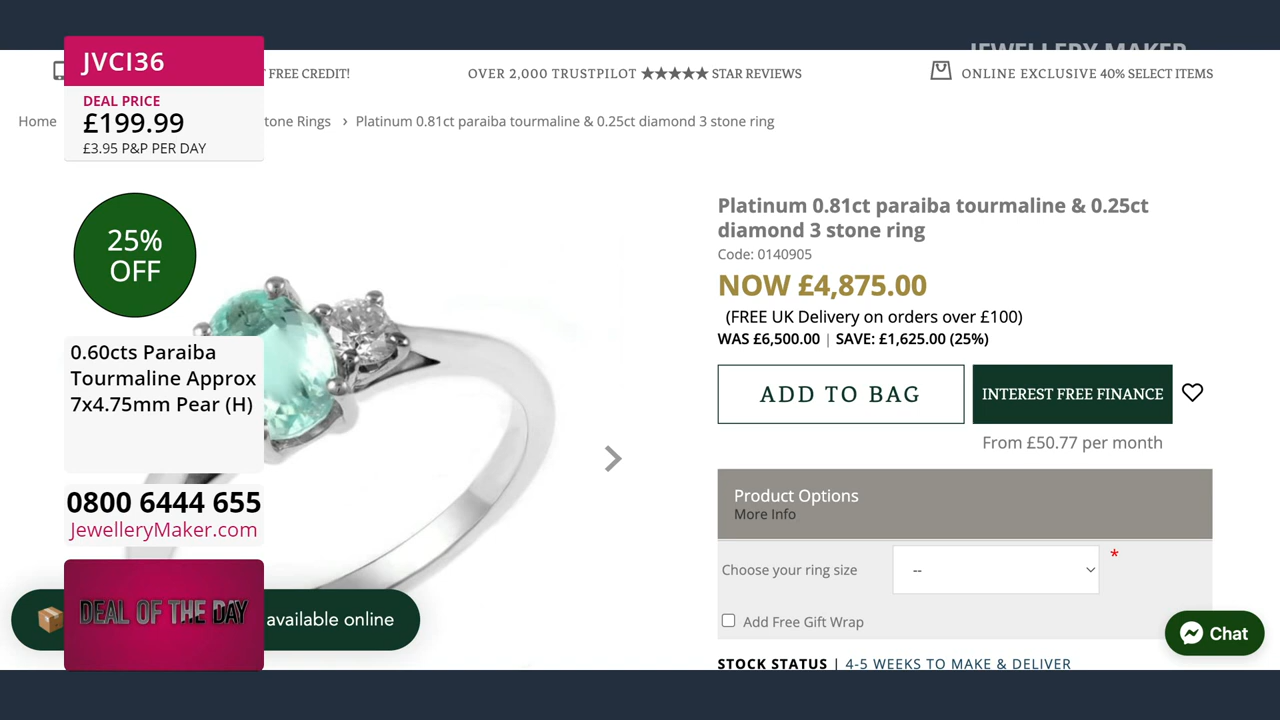 JEWELLERY MAKER
JVCI36
DEAL PRICE
£199.99
£3.95 P&P PER DAY
FREE CREDIT!
OVER 2,000 TRUSTPILOT ★★★★★ STAR REVIEWS
ONLINE EXCLUSIVE 40% SELECT ITEMS
Home
tone Rings › Platinum 0.81ct paraiba tourmaline & 0.25ct diamond 3 stone ring
25%
OFF
0.60cts Paraiba
Tourmaline Approx
7x4.75mm Pear (H)
0800 6444 655
JewelleryMaker.com
DEAL OF THE DAY
available online
Platinum 0.81ct paraiba tourmaline & 0.25ct
diamond 3 stone ring
Code: 0140905
NOW £4,875.00
(FREE UK Delivery on orders over £100)
WAS £6,500.00 | SAVE: £1,625.00 (25%)
ADD TO BAG
INTEREST FREE FINANCE
From £50.77 per month
Product Options
More Info
Choose your ring size
--
*
Add Free Gift Wrap
Chat
STOCK STATUS | 4-5 WEEKS TO MAKE & DELIVER